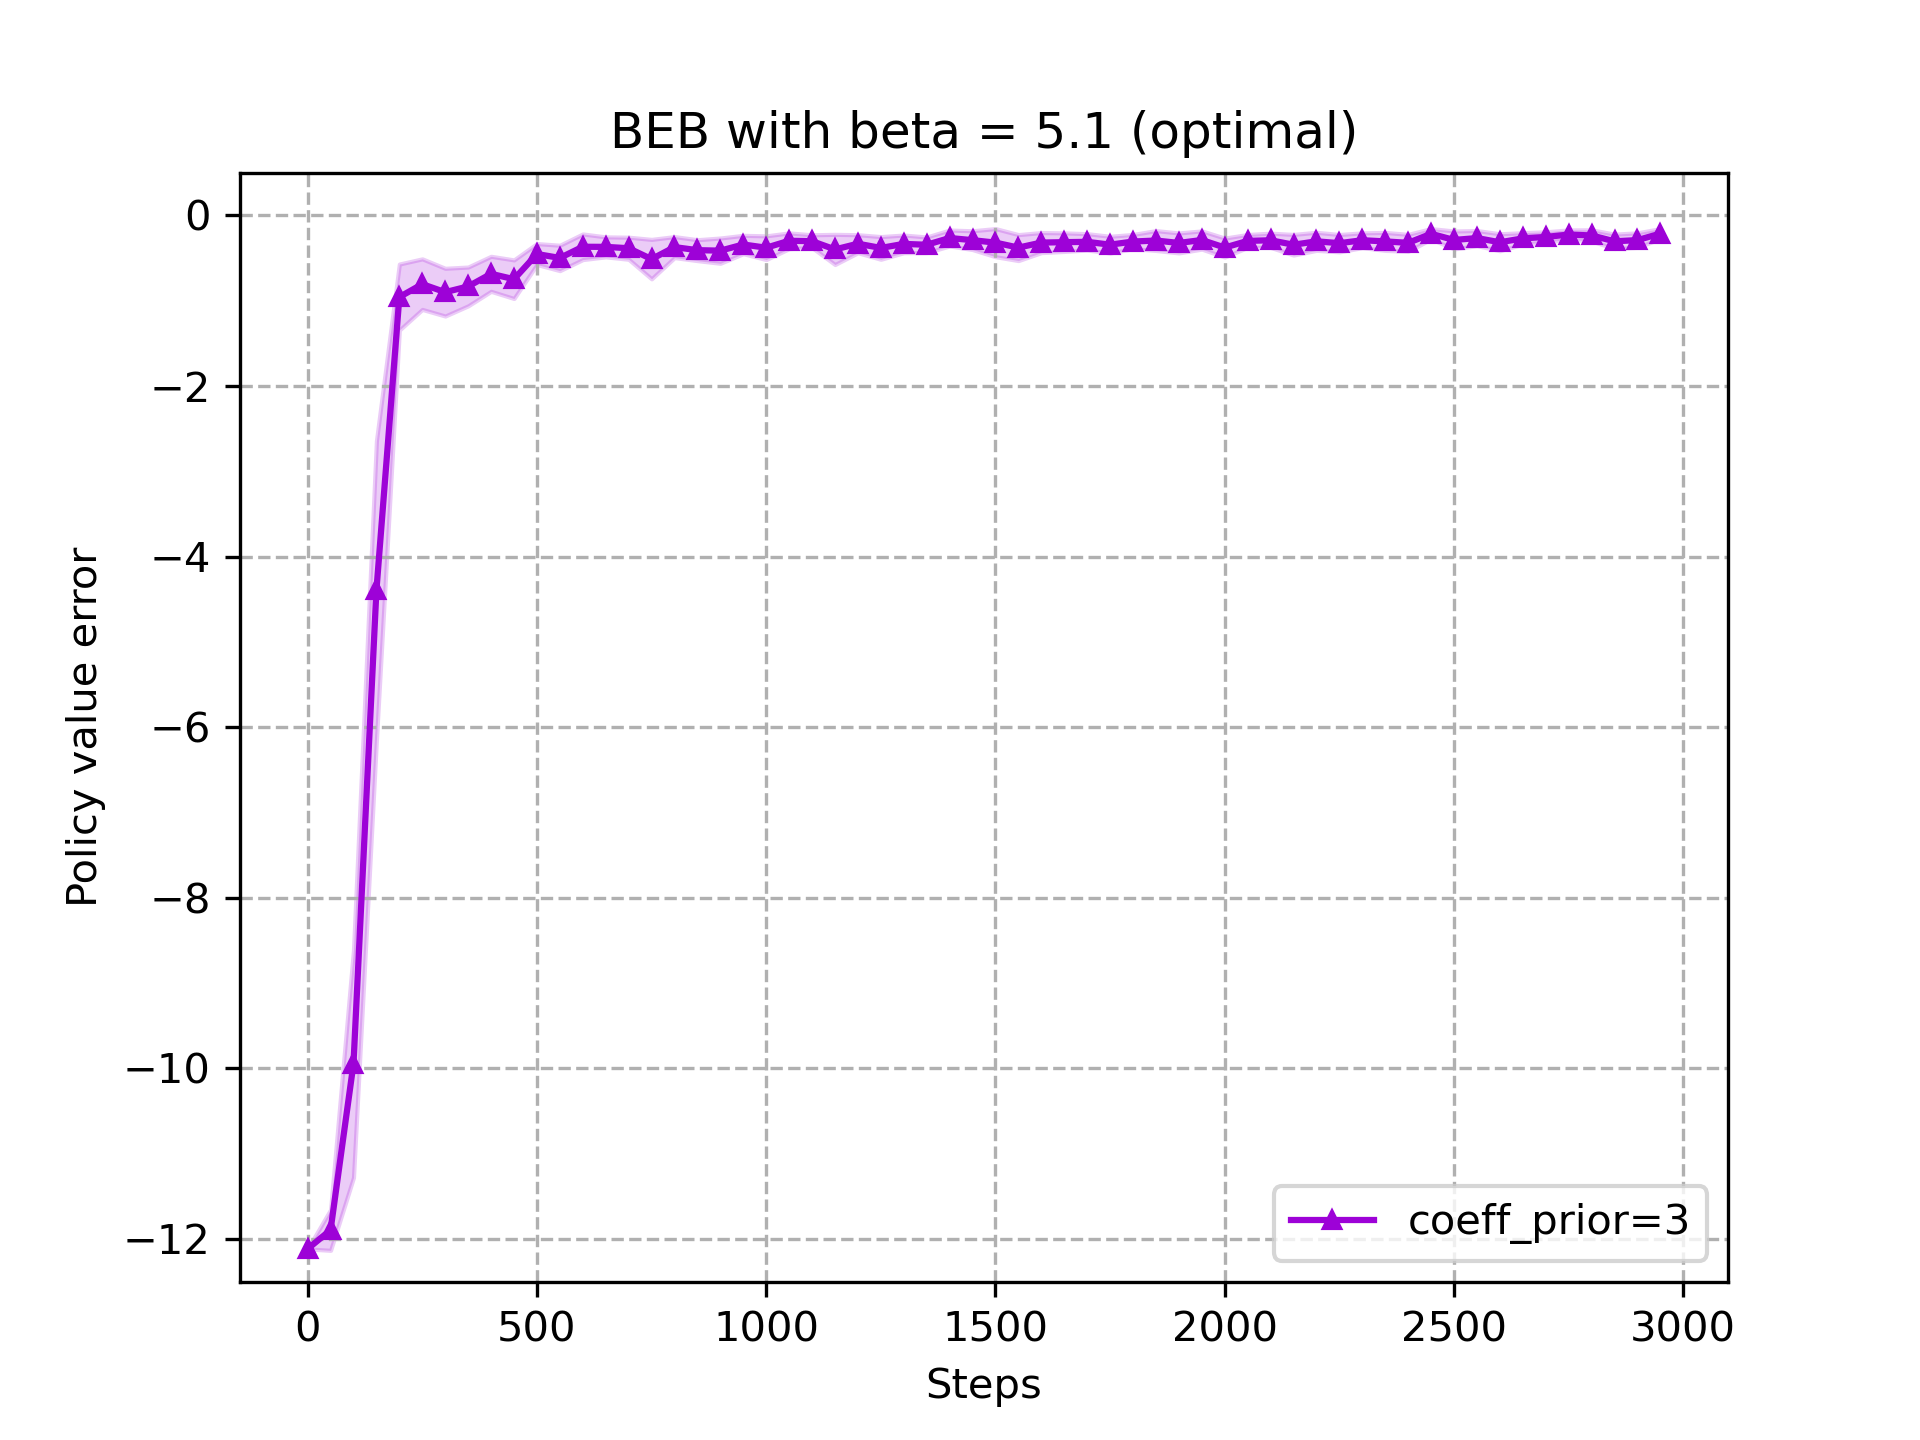 BEB with beta = 5.1 (optimal)
Policy value error
0
−2
−4
−6
−8
−10
−12
coeff_prior=3
0 500 1000 1500 2000 2500 3000
Steps